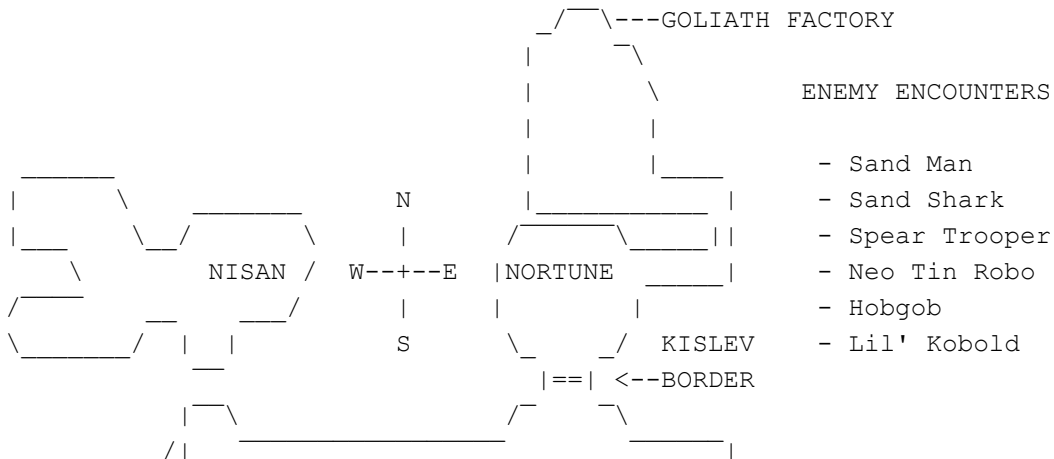 GOLIATH FACTORY
ENEMY ENCOUNTERS
- Sand Man
- Sand Shark
- Spear Trooper
- Neo Tin Robo
- Hobgob
- Lil' Kobold
N
NISAN W--+--E NORTUNE
S KISLEV
<--BORDER